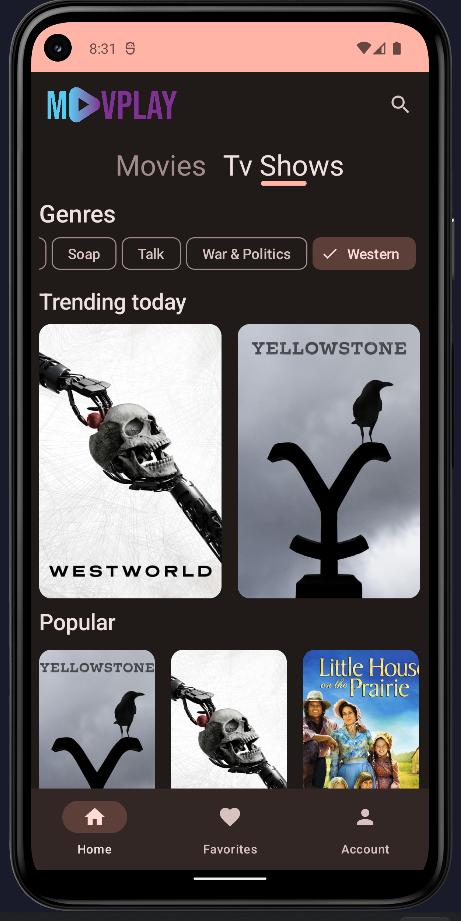 8:31
MOVPLAY
Movies Tv Shows
Genres
Soap Talk War & Politics Western
Trending today
WESTWORLD
YELLOWSTONE
Popular
YELLOWSTONE
Little House
on the Prairie
Home Favorites Account